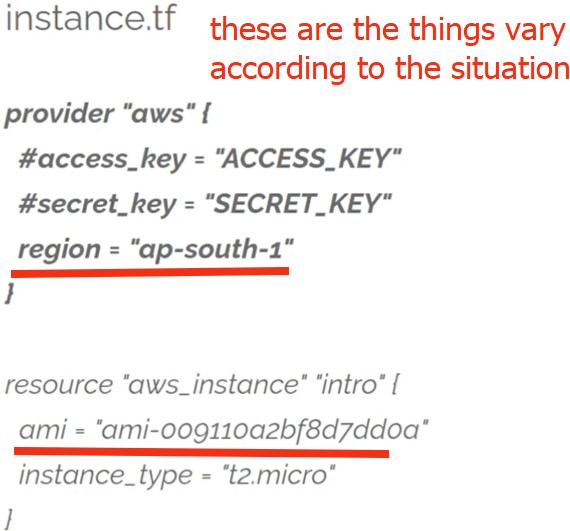 instance.tf
these are the things vary
according to the situation
provider "aws" {
#access_key = "ACCESS_KEY"
#secret_key = "SECRET_KEY"
region = "ap-south-1"
}
resource "aws_instance" "intro" {
ami = "ami-009110a2bf8d7dd0a"
instance_type = "t2.micro"
}